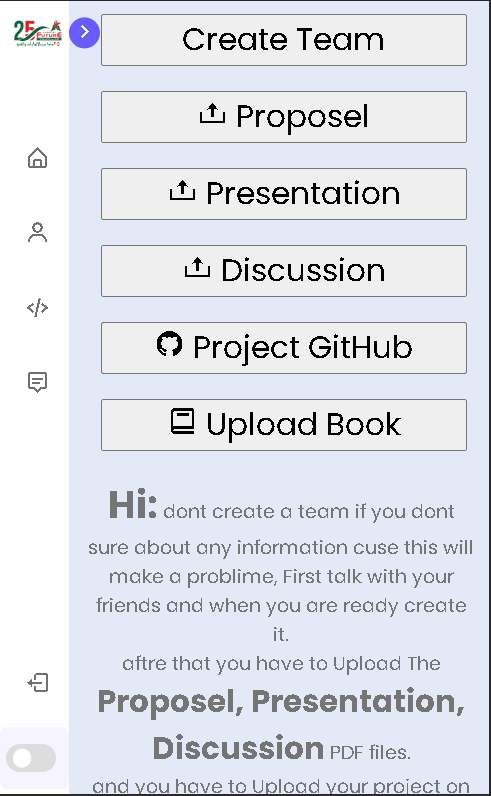 25 FUTURE
Create Team
Proposel
Presentation
Discussion
Project GitHub
Upload Book
Hi: dont create a team if you dont
sure about any information cuse this will
make a problime, First talk with your
friends and when you are ready create
it.
aftre that you have to Upload The
Proposel, Presentation,
Discussion PDF files.
and you have to Upload your project on